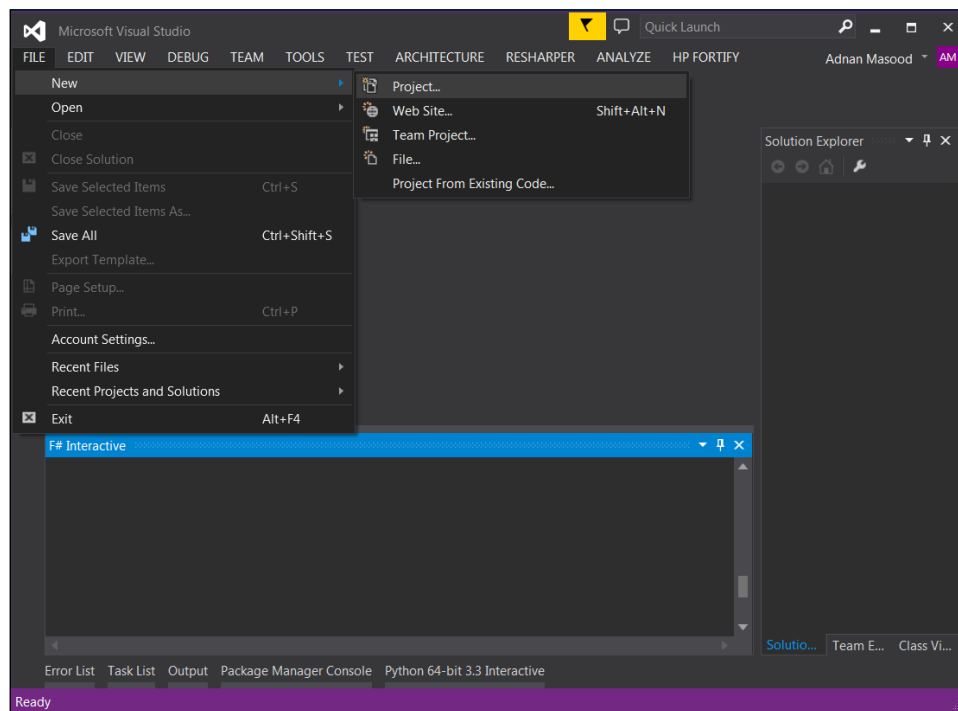 Microsoft Visual Studio Quick Launch
FILE EDIT VIEW DEBUG TEAM TOOLS TEST ARCHITECTURE RESHARPER ANALYZE HP FORTIFY Adnan Masood AM
New
Open
Close
Close Solution
Save Selected Items Ctrl+S
Save Selected Items As...
Save All Ctrl+Shift+S
Export Template...
Page Setup...
Print... Ctrl+P
Account Settings...
Recent Files
Recent Projects and Solutions
Exit Alt+F4
Project...
Web Site... Shift+Alt+N
Team Project...
File...
Project From Existing Code...
Solution Explorer
F# Interactive
Solutio... Team E... Class Vi...
Error List Task List Output Package Manager Console Python 64-bit 3.3 Interactive
Ready